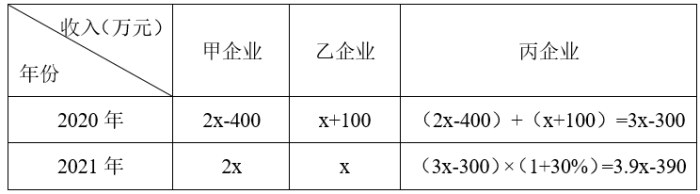 收入（万元）
年份
甲企业 乙企业 丙企业
2020 年 2x-400 x+100 （2x-400）+（x+100）=3x-300
2021 年 2x x （3x-300）×（1+30%）=3.9x-390